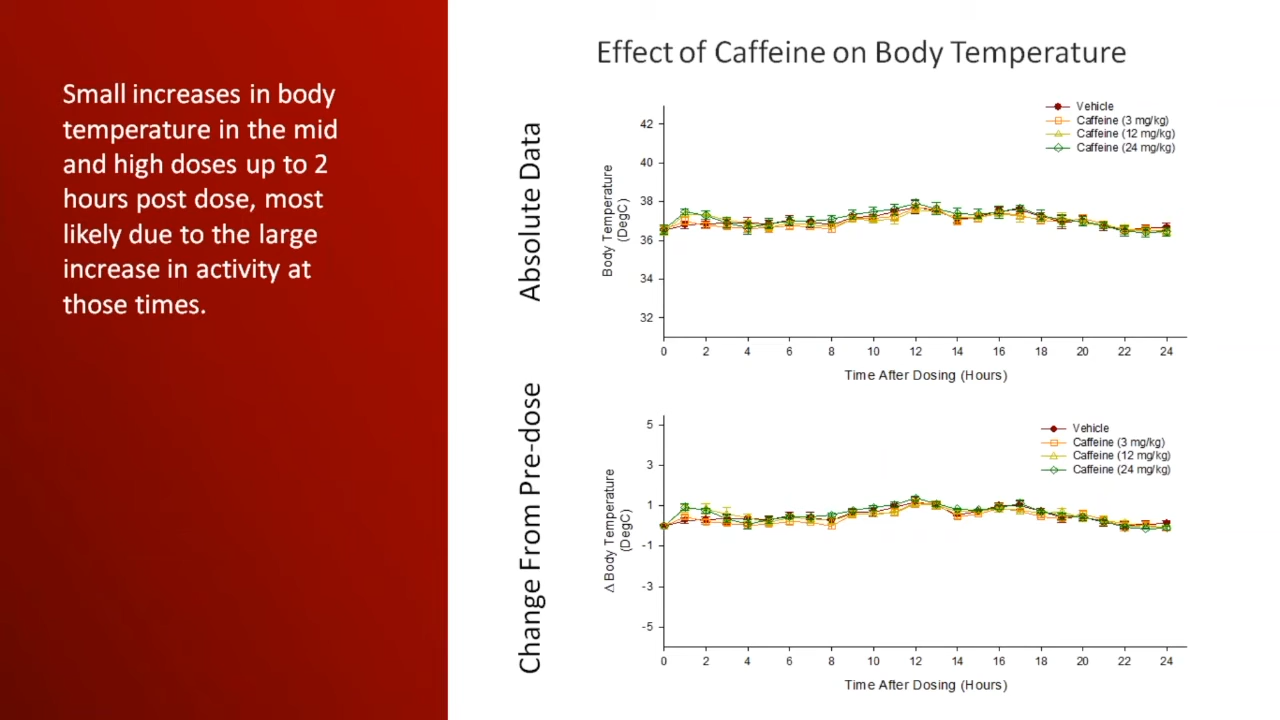 Small increases in body
temperature in the mid
and high doses up to 2
hours post dose, most
likely due to the large
increase in activity at
those times.
Effect of Caffeine on Body Temperature
Absolute Data
Body Temperature
(DegC)
42
40
38
36
34
32
Vehicle
Caffeine (3 mg/kg)
Caffeine (12 mg/kg)
Caffeine (24 mg/kg)
0 2 4 6 8 10 12 14 16 18 20 22 24
Time After Dosing (Hours)
Change From Pre-dose
Δ Body Temperature
(DegC)
5
3
1
-1
-3
-5
Vehicle
Caffeine (3 mg/kg)
Caffeine (12 mg/kg)
Caffeine (24 mg/kg)
0 2 4 6 8 10 12 14 16 18 20 22 24
Time After Dosing (Hours)